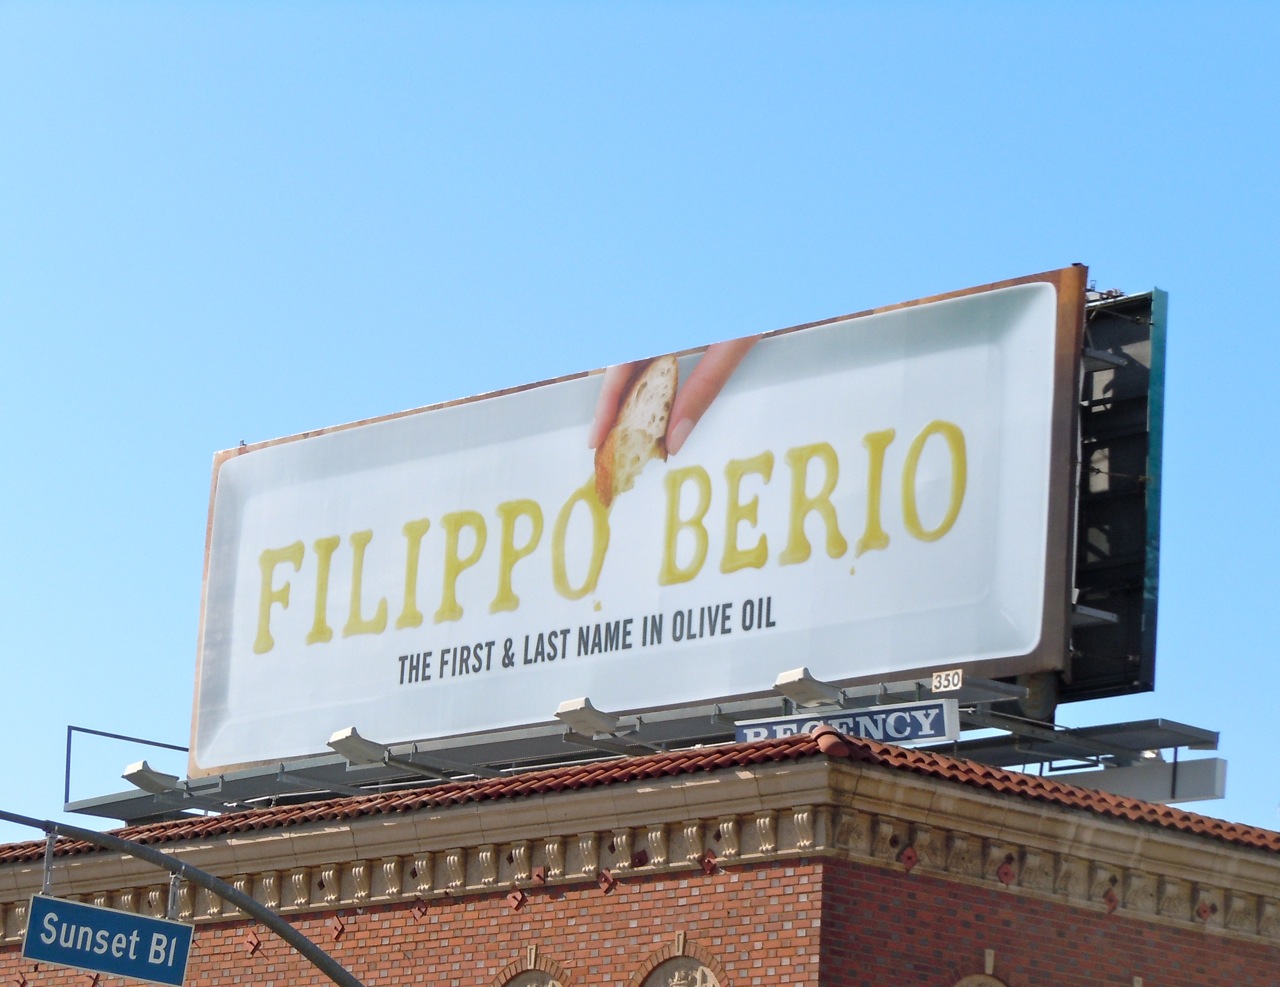 FILIPPO BERIO
THE FIRST & LAST NAME IN OLIVE OIL
350
REGENCY
Sunset Bl